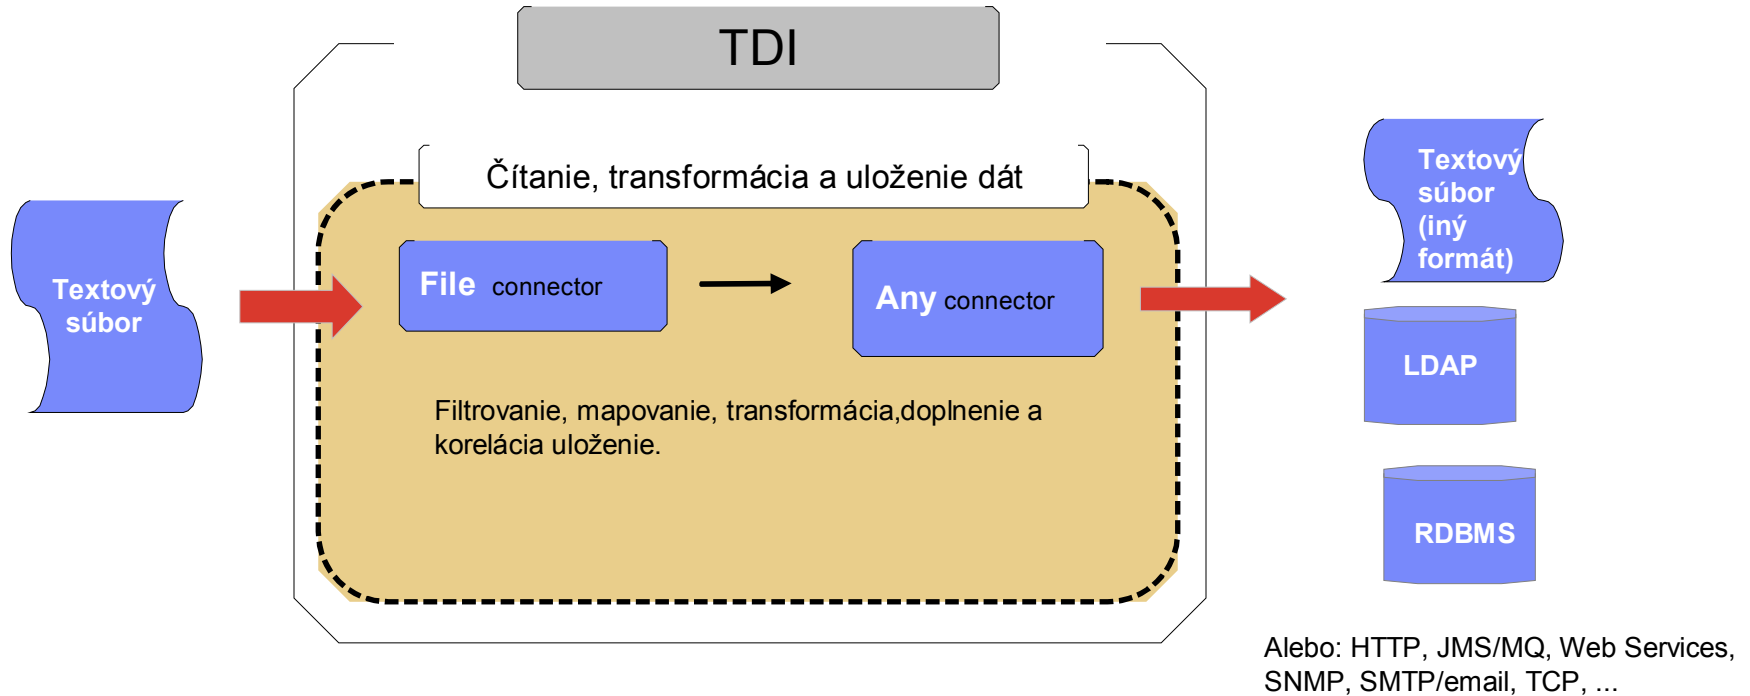 TDI
Čítanie, transformácia a uloženie dát
Textový
súbor
File connector
Any connector
Filtrovanie, mapovanie, transformácia,doplnenie a
korelácia uloženie.
Textový
súbor
(iný
formát)
LDAP
RDBMS
Alebo: HTTP, JMS/MQ, Web Services,
SNMP, SMTP/email, TCP, ...